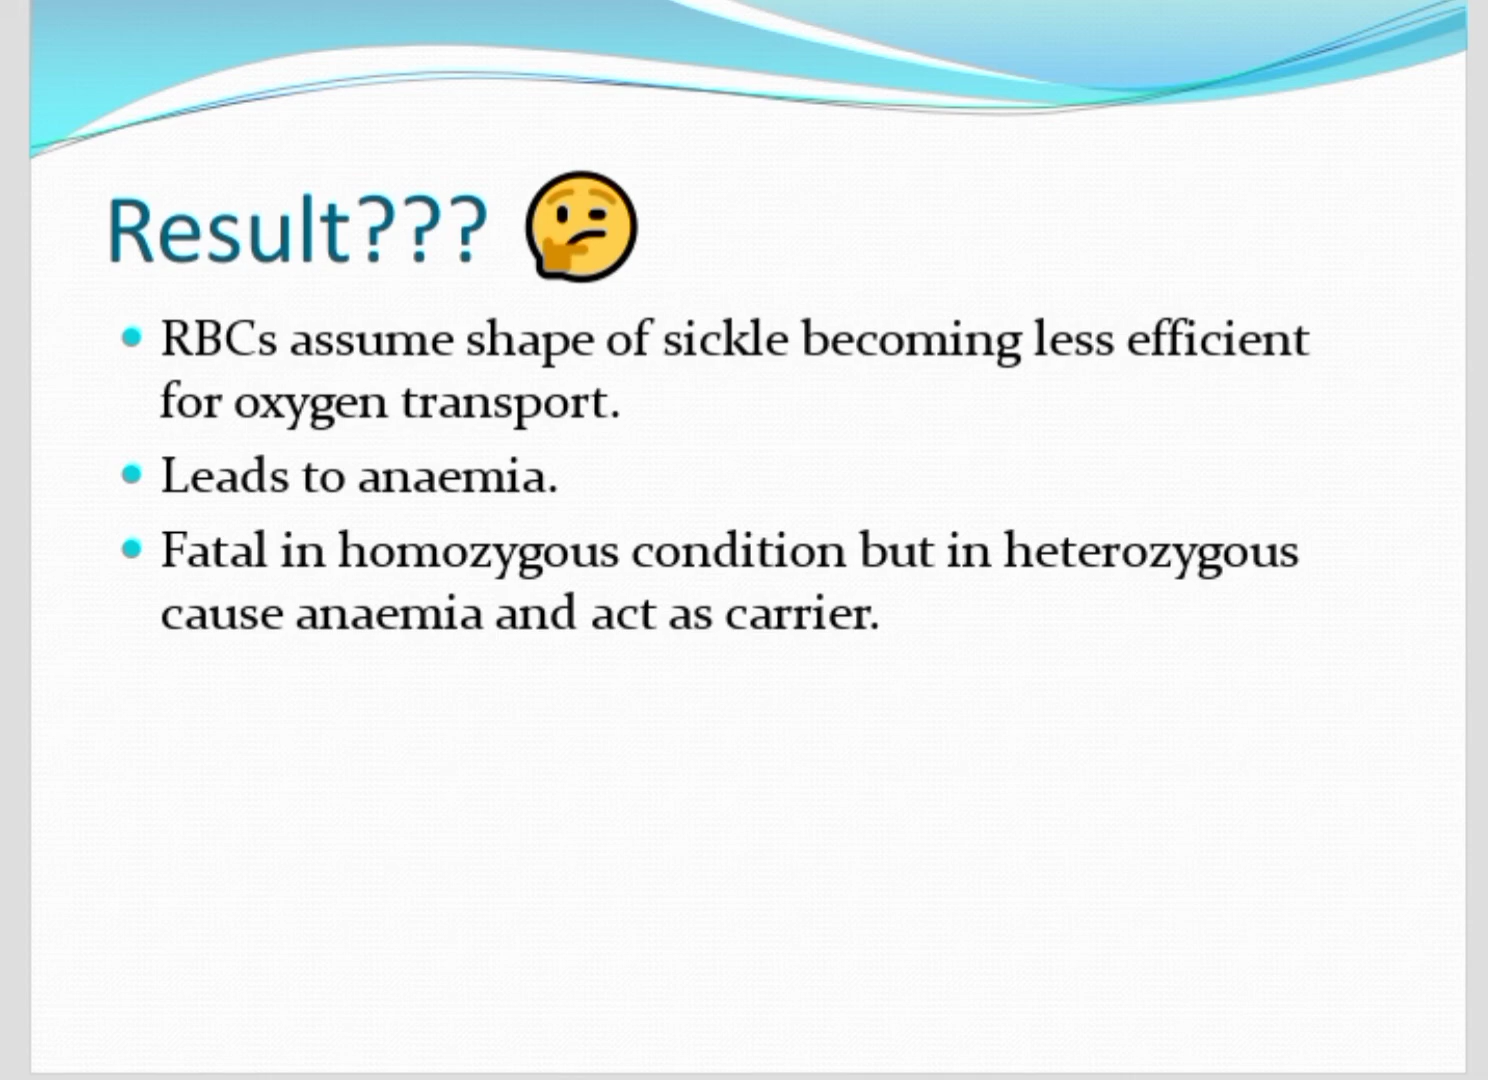 Result???
RBCs assume shape of sickle becoming less efficient
for oxygen transport.
Leads to anaemia.
Fatal in homozygous condition but in heterozygous
cause anaemia and act as carrier.